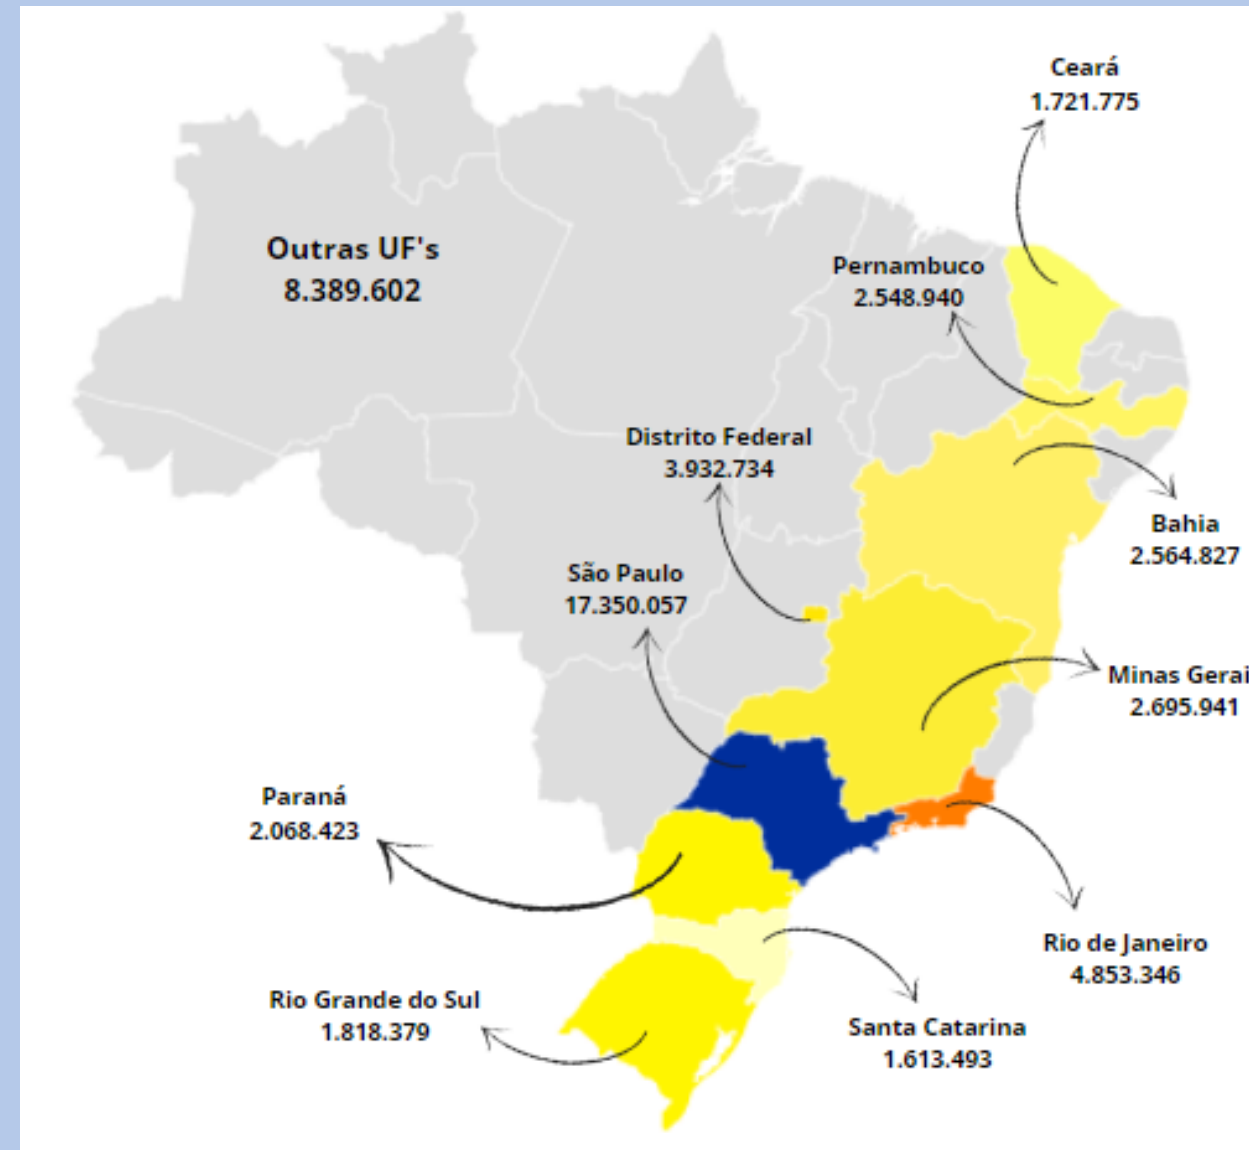 Ceará
1.721.775
Outras UF's
8.389.602
Pernambuco
2.548.940
Distrito Federal
3.932.734
Bahia
2.564.827
São Paulo
17.350.057
Minas Gerai
2.695.941
Paraná
2.068.423
Rio de Janeiro
4.853.346
Rio Grande do Sul
1.818.379
Santa Catarina
1.613.493